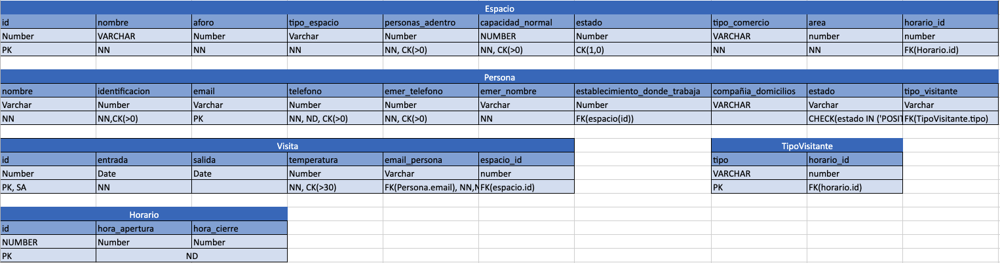 Espacio
id nombre aforo tipo_espacio personas_adentro capacidad_normal estado tipo_comercio area horario_id
Number VARCHAR Number Varchar Number NUMBER Number VARCHAR number number
PK NN NN NN NN, CK(>0) NN, CK(>0) CK(1,0) NN NN FK(Horario.id)
Persona
nombre identificacion email telefono emer_telefono emer_nombre establecimiento_donde_trabaja compañia_domicilios estado tipo_visitante
Varchar Number Varchar Number Number Varchar Number VARCHAR Varchar Varchar
NN NN,CK(>0) PK NN, ND, CK(>0) NN, CK(>0) NN FK(espacio(id)) CHECK(estado IN ('POSIT FK(TipoVisitante.tipo)
Visita TipoVisitante
id entrada salida temperatura email_persona espacio_id tipo horario_id
Number Date Date Number Varchar number VARCHAR number
PK, SA NN NN, CK(>30) FK(Persona.email), NN,N FK(espacio.id) PK FK(horario.id)
Horario
id hora_apertura hora_cierre
NUMBER Number Number
PK ND